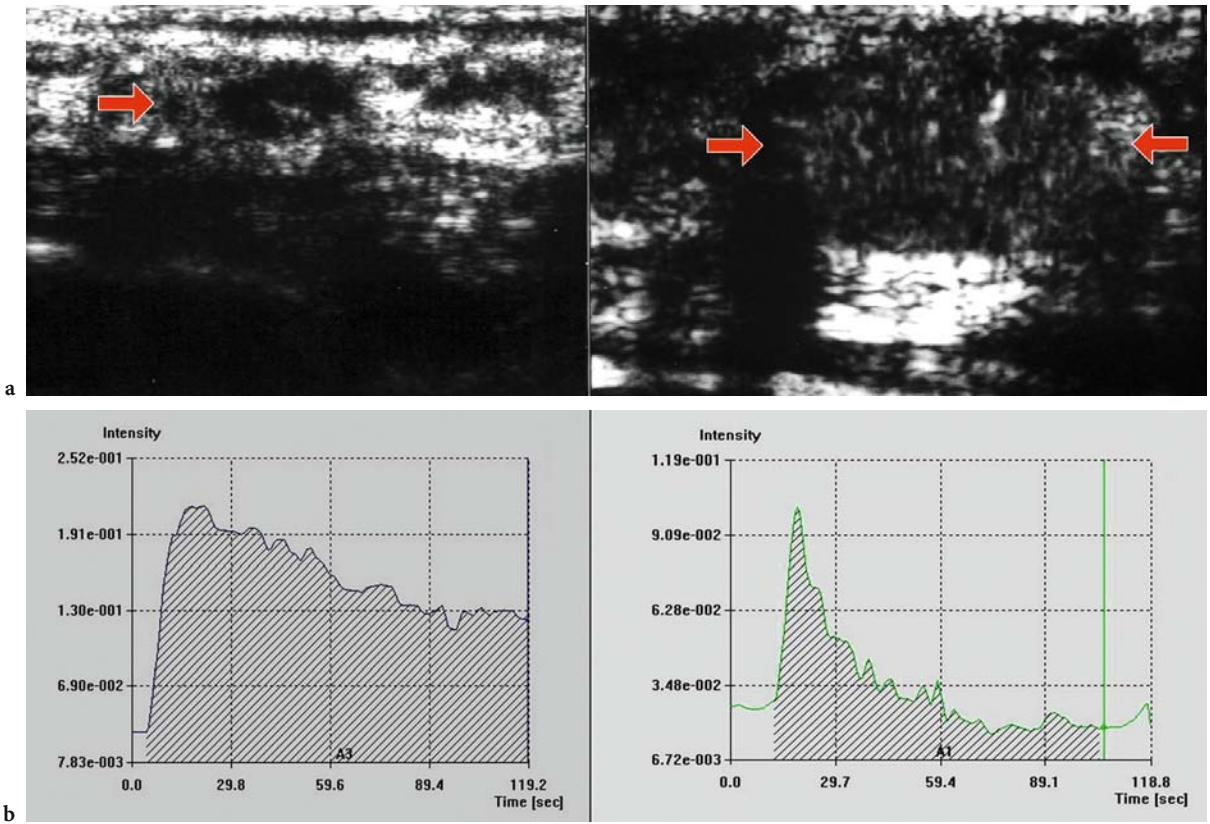 a
Intensity
2.52e-001
1.91e-001
1.30e-001
6.90e-002
7.83e-003
A3
0.0 29.8 59.6 89.4 119.2
Time [sec]
Intensity
1.19e-001
9.09e-002
6.28e-002
3.48e-002
6.72e-003
A1
0.0 29.7 59.4 89.1 118.8
Time [sec]
b